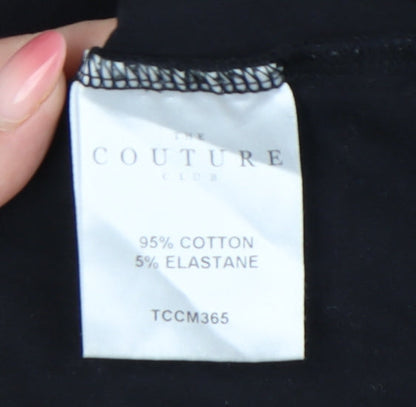 THE
COUTURE
CLUB
95% COTTON
5% ELASTANE
TCCM365